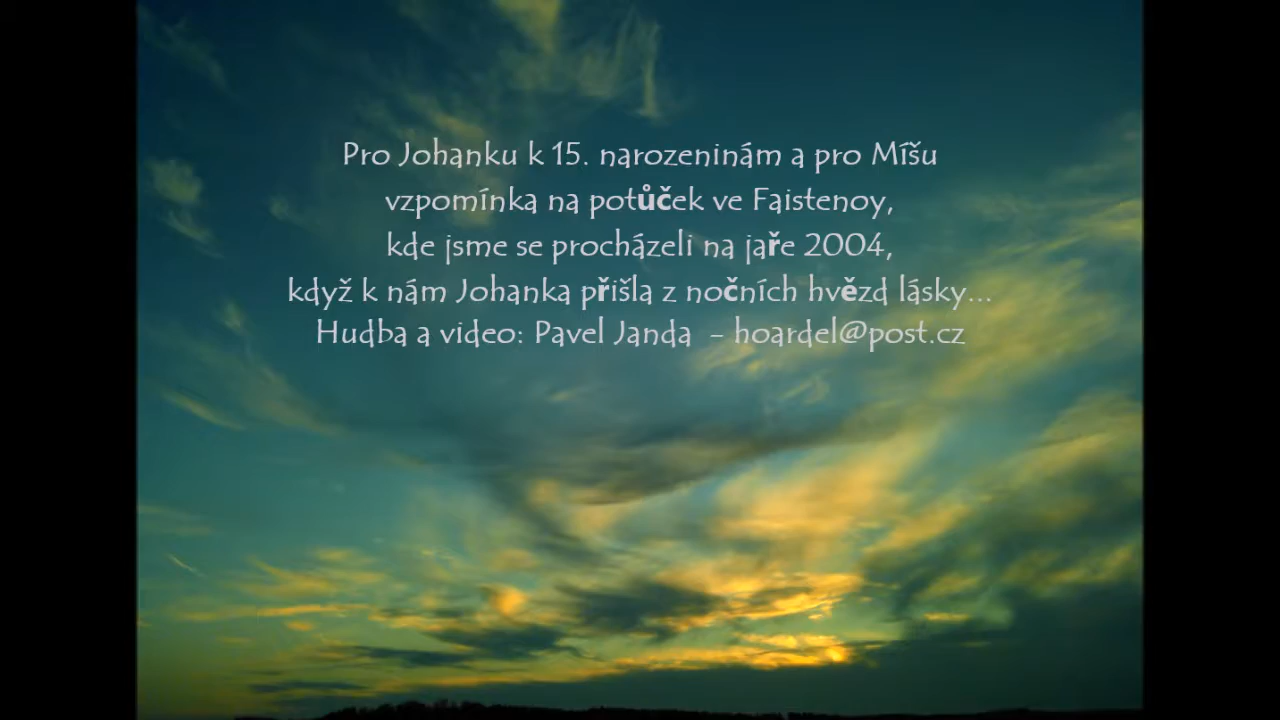 Pro Johanku k 15. narozeninám a pro Míšu
vzpomínka na potůček ve Faistenoy,
kde jsme se procházeli na jaře 2004,
když k nám Johanka přišla z nočních hvězd lásky...
Hudba a video: Pavel Janda - hoardel@post.cz